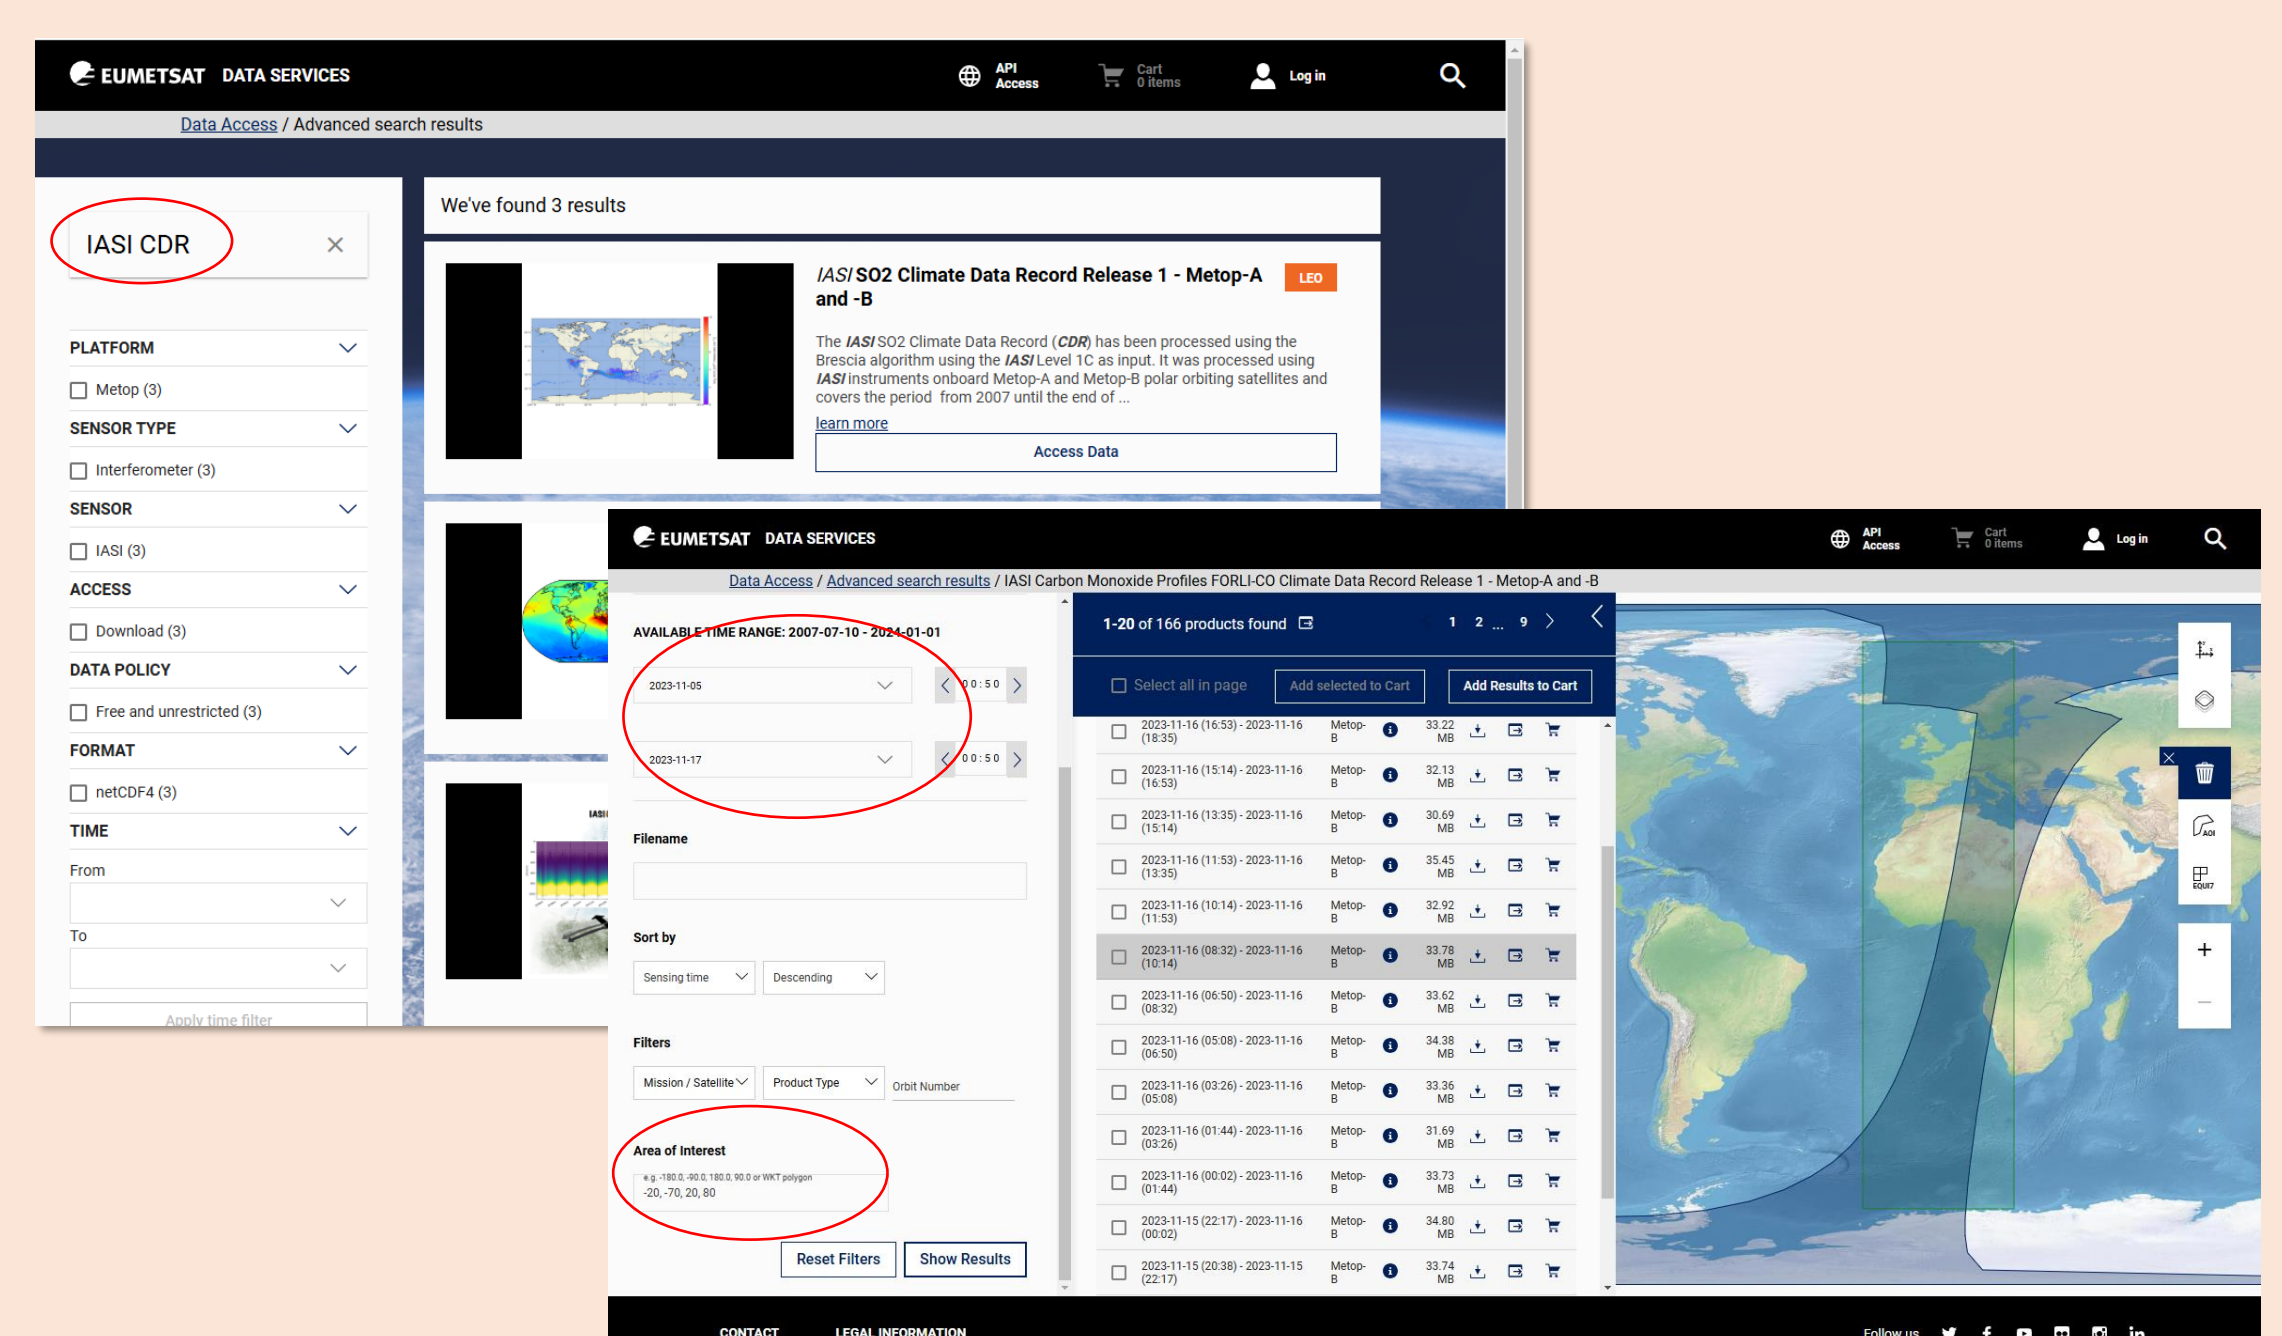 EUMETSAT DATA SERVICES
API
Access
Cart
0 items
Log in
Data Access / Advanced search results
IASI CDR
PLATFORM
Metop (3)
SENSOR TYPE
Interferometer (3)
SENSOR
IASI (3)
ACCESS
Download (3)
DATA POLICY
Free and unrestricted (3)
FORMAT
netCDF4 (3)
TIME
From
To
Apply time filter
We've found 3 results
IASI SO2 Climate Data Record Release 1 - Metop-A
and -B
LEO
The IASI SO2 Climate Data Record (CDR) has been processed using the
Brescia algorithm using the IASI Level 1C as input. It was processed using
IASI instruments onboard Metop-A and Metop-B polar orbiting satellites and
covers the period from 2007 until the end of ...
learn more
Access Data
IASI
EUMETSAT DATA SERVICES
API
Access
Cart
0 items
Log in
Data Access / Advanced search results / IASI Carbon Monoxide Profiles FORLI-CO Climate Data Record Release 1 - Metop-A and -B
AVAILABLE TIME RANGE: 2007-07-10 - 2024-01-01
2023-11-05
00:50
2023-11-17
00:50
Filename
Sort by
Sensing time Descending
Filters
Mission / Satellite Product Type Orbit Number
Area of Interest
e.g. -180.0, -90.0, 180.0, 90.0 or WKT polygon
-20, -70, 20, 80
Reset Filters Show Results
1-20 of 166 products found 1 2 ... 9
Select all in page Add selected to Cart Add Results to Cart
2023-11-16 (16:53) - 2023-11-16 Metop- 33.22
(18:35) B MB
2023-11-16 (15:14) - 2023-11-16 Metop- 32.13
(16:53) B MB
2023-11-16 (13:35) - 2023-11-16 Metop- 30.69
(15:14) B MB
2023-11-16 (11:53) - 2023-11-16 Metop- 35.45
(13:35) B MB
2023-11-16 (10:14) - 2023-11-16 Metop- 32.92
(11:53) B MB
2023-11-16 (08:32) - 2023-11-16 Metop- 33.78
(10:14) B MB
2023-11-16 (06:50) - 2023-11-16 Metop- 33.62
(08:32) B MB
2023-11-16 (05:08) - 2023-11-16 Metop- 34.38
(06:50) B MB
2023-11-16 (03:26) - 2023-11-16 Metop- 33.36
(05:08) B MB
2023-11-16 (01:44) - 2023-11-16 Metop- 31.69
(03:26) B MB
2023-11-16 (00:02) - 2023-11-16 Metop- 33.73
(01:44) B MB
2023-11-15 (22:17) - 2023-11-16 Metop- 34.80
(00:02) B MB
2023-11-15 (20:38) - 2023-11-15 Metop- 33.74
(22:17) B MB
AOI
EQUI7
CONTACT LEGAL INFORMATION
Follow us